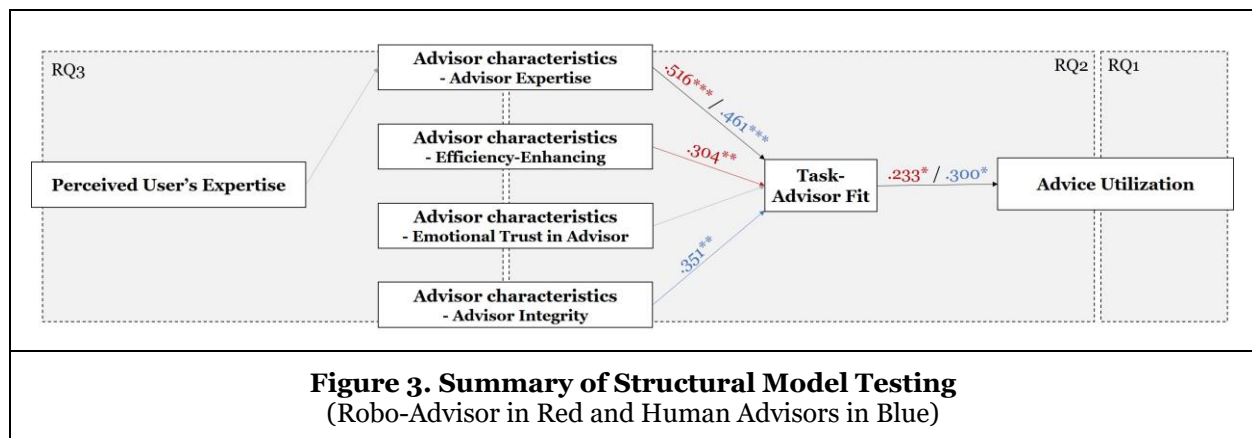 RQ3
RQ2
RQ1
Advisor characteristics
- Advisor Expertise
.516*** / .461***
Advisor characteristics
- Efficiency-Enhancing
.304**
Perceived User's Expertise
Task-
Advisor Fit
.233* / .300*
Advice Utilization
Advisor characteristics
- Emotional Trust in Advisor
.351**
Advisor characteristics
- Advisor Integrity
Figure 3. Summary of Structural Model Testing
(Robo-Advisor in Red and Human Advisors in Blue)